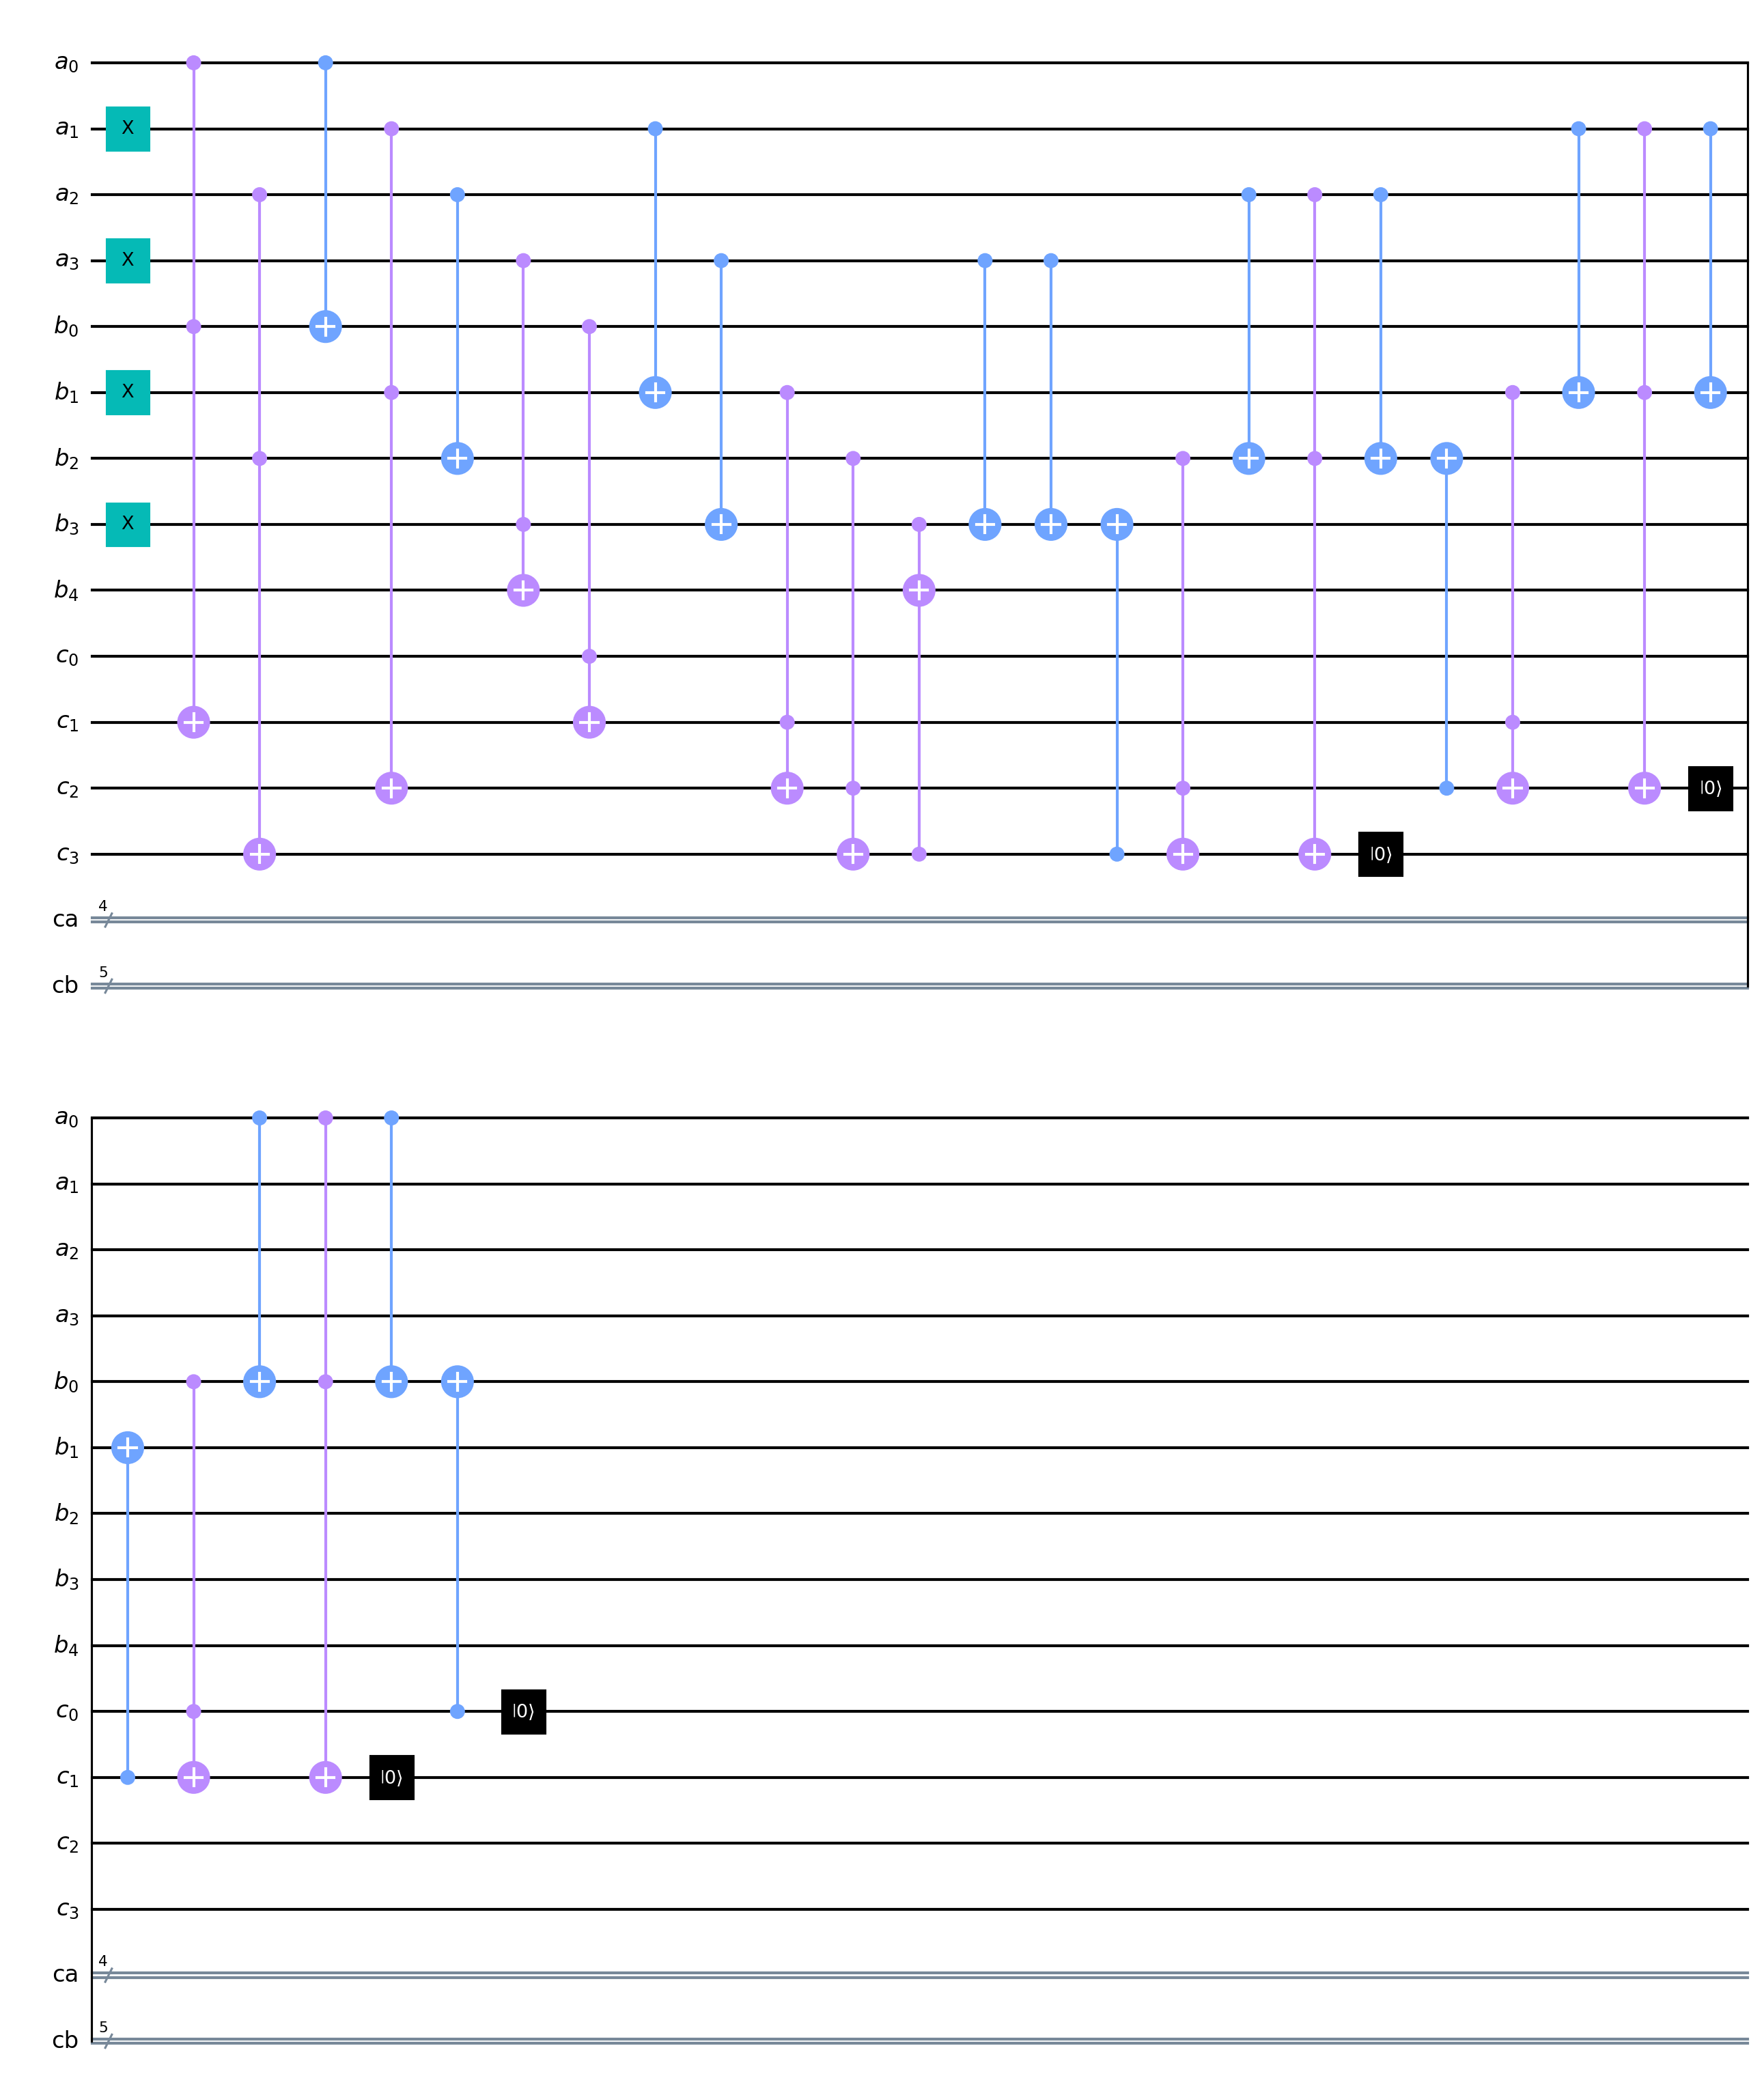 a0
a1 X
a2
a3 X
b0
b1 X
b2
b3 X
b4
c0
c1
c2 |0⟩
c3 |0⟩
ca 4
cb 5
a0
a1
a2
a3
b0
b1
b2
b3
b4
c0 |0⟩
c1 |0⟩
c2
c3
ca 4
cb 5